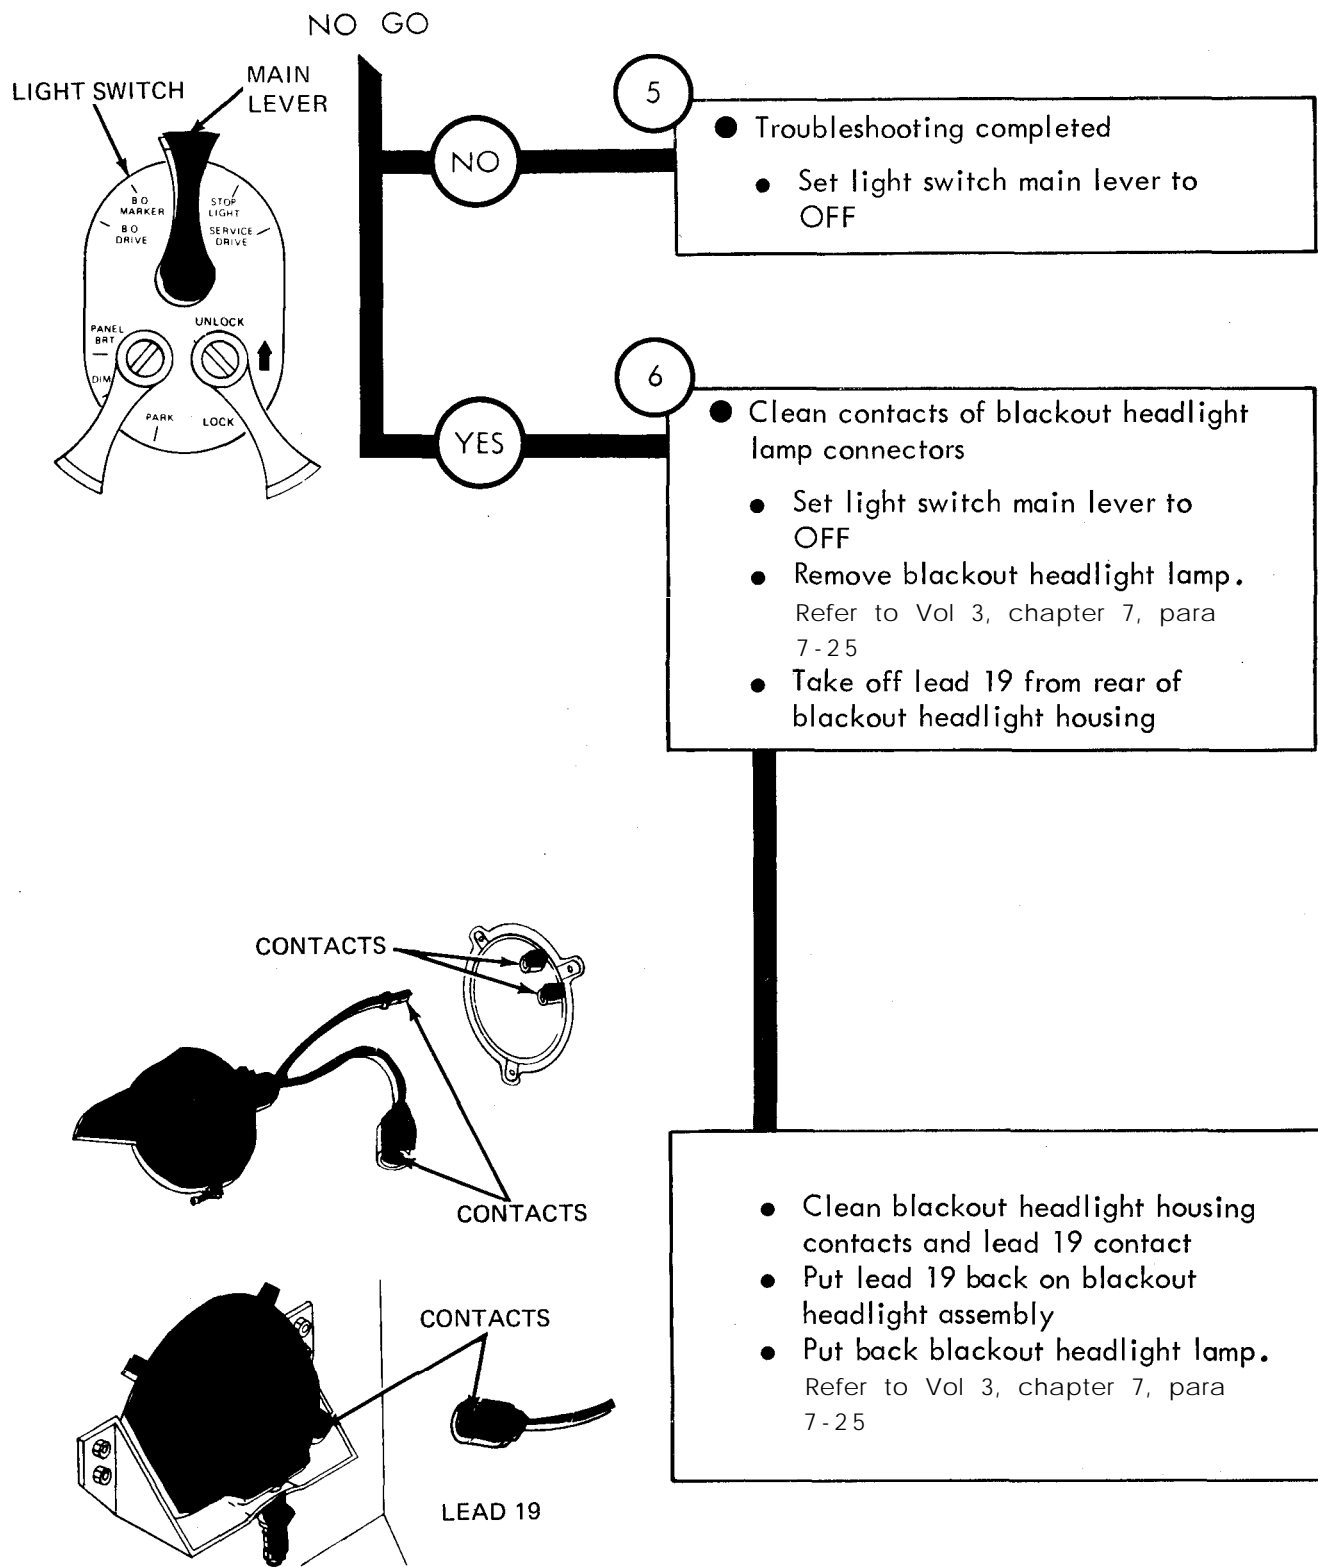 NO GO
LIGHT SWITCH
MAIN
LEVER
B O
MARKER
B O
DRIVE
STOP
LIGHT
SERVICE
DRIVE
PANEL
BRT
DIM
UNLOCK
PARK
LOCK
NO
5
● Troubleshooting completed
● Set light switch main lever to
OFF
YES
6
● Clean contacts of blackout headlight
lamp connectors
● Set light switch main lever to
OFF
● Remove blackout headlight lamp.
Refer to Vol 3, chapter 7, para
7-25
● Take off lead 19 from rear of
blackout headlight housing
CONTACTS
CONTACTS
CONTACTS
LEAD 19
● Clean blackout headlight housing
contacts and lead 19 contact
● Put lead 19 back on blackout
headlight assembly
● Put back blackout headlight lamp.
Refer to Vol 3, chapter 7, para
7-25